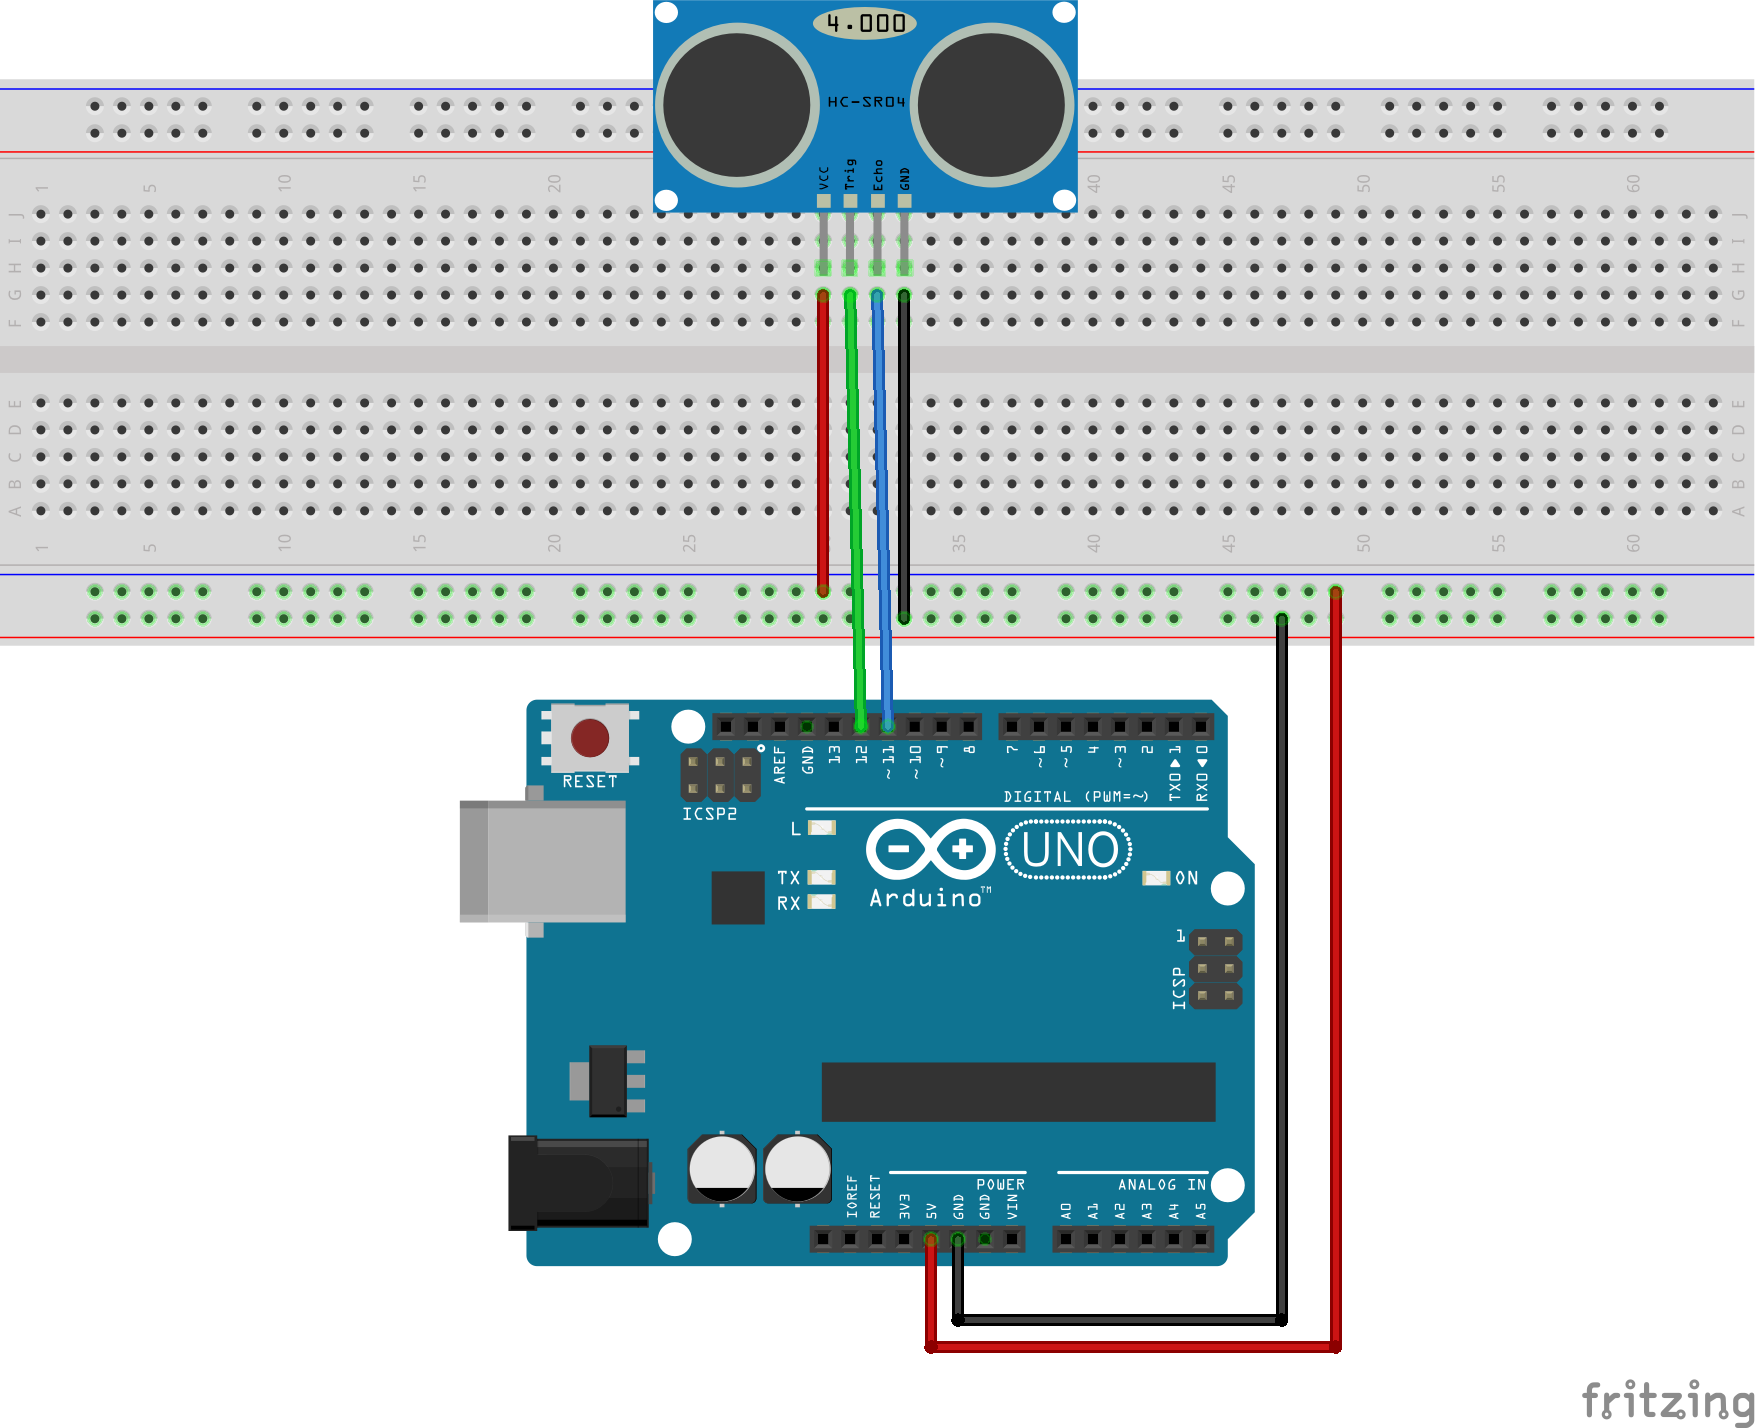 4.000
HC-SR04
VCC Trig Echo GND
1 5 10 15 20 40 45 50 55 60
J J
I I
H H
G G
F F
E E
D D
C C
B B
A A
1 5 10 15 20 25 35 40 45 50 55 60
RESET
ICSP2
AREF GND 13 12 ~11 ~10 ~9 8 7 ~6 ~5 4 ~3 2 TX0▶1 RX0◀0
DIGITAL (PWM=~)
L
TX
RX
UNO
Arduino™
ON
1
ICSP
POWER
ANALOG IN
IOREF RESET 3V3 5V GND GND VIN A0 A1 A2 A3 A4 A5
fritzing